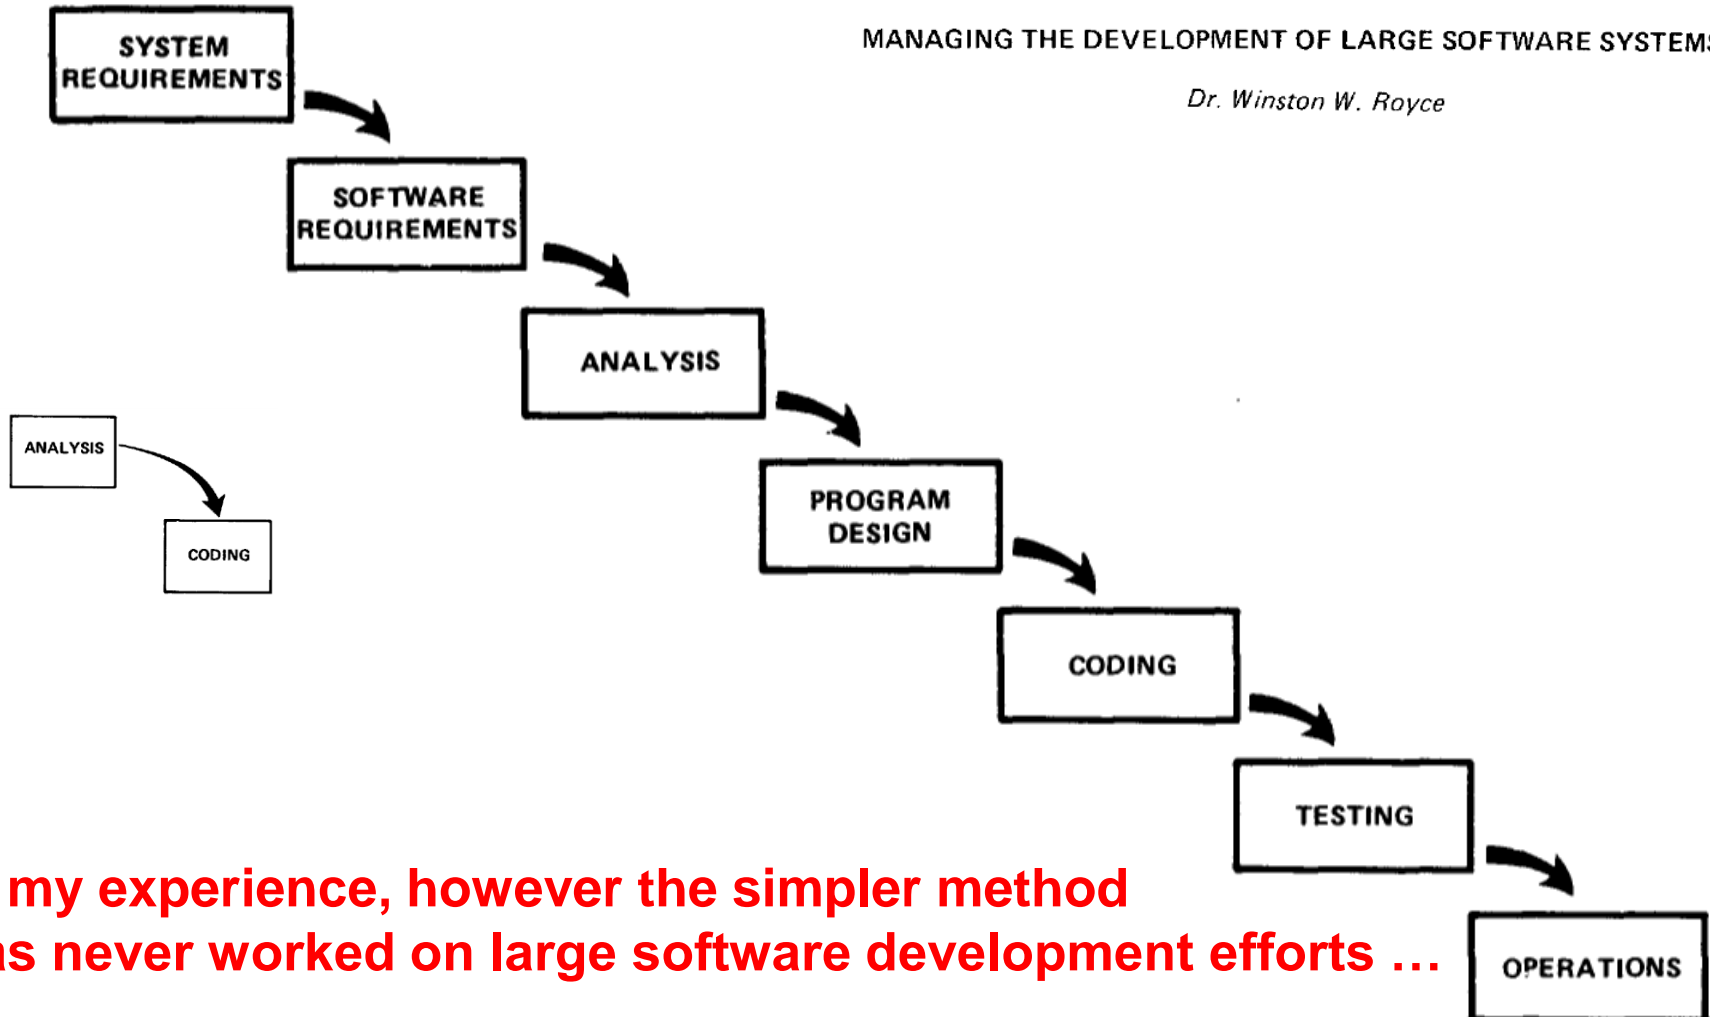 SYSTEM
REQUIREMENTS
MANAGING THE DEVELOPMENT OF LARGE SOFTWARE SYSTEMS
Dr. Winston W. Royce
SOFTWARE
REQUIREMENTS
ANALYSIS
ANALYSIS
CODING
PROGRAM
DESIGN
CODING
TESTING
my experience, however the simpler method
as never worked on large software development efforts …
OPERATIONS